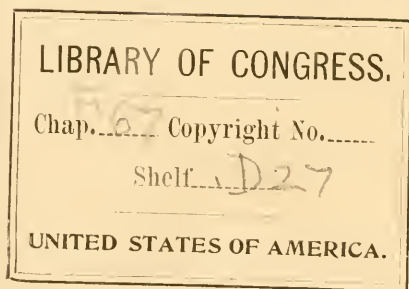 LIBRARY OF CONGRESS.
Chap. Copyright No.
Shelf .D27
UNITED STATES OF AMERICA.